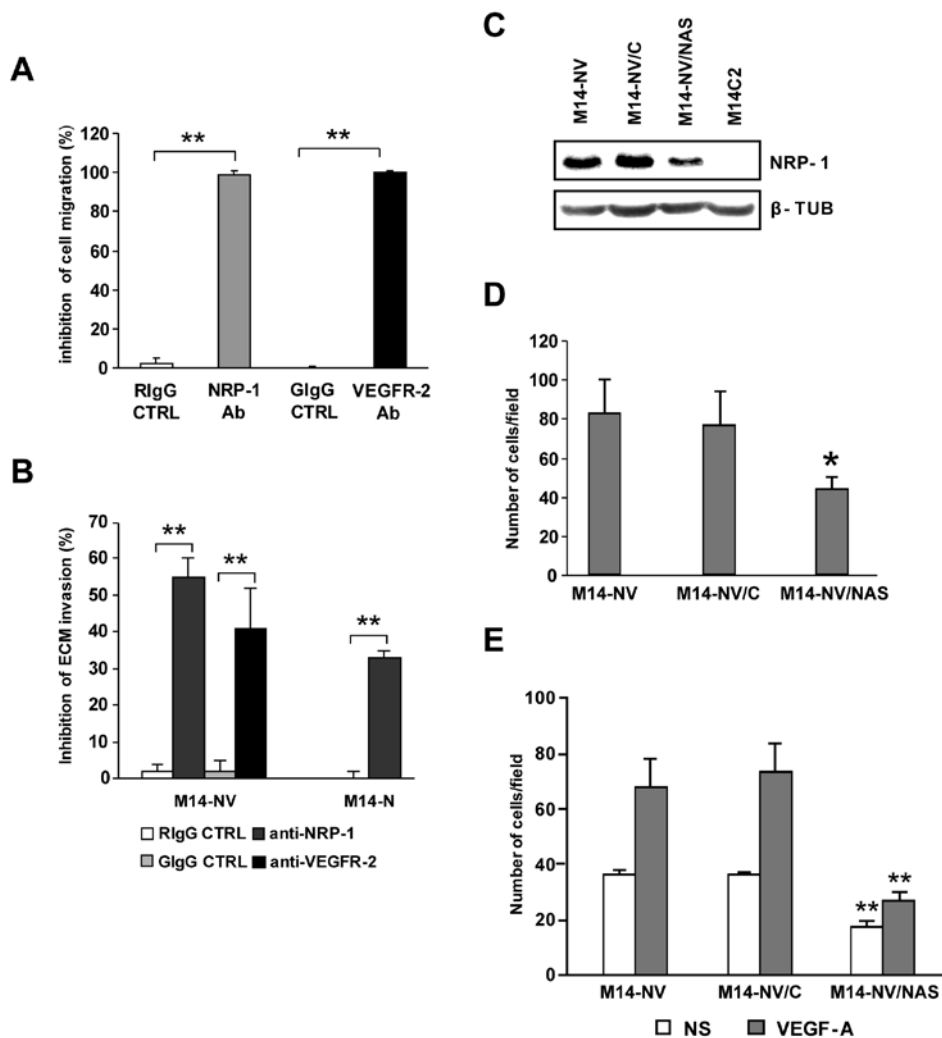 A
inhibition of cell migration (%)
120
100
80
60
40
20
0
**
**
RIgG CTRL
NRP-1 Ab
GIgG CTRL
VEGFR-2 Ab
B
Inhibition of ECM invasion (%)
70
60
50
40
30
20
10
0
**
**
**
M14-NV
M14-N
RIgG CTRL
anti-NRP-1
GIgG CTRL
anti-VEGFR-2
C
M14-NV
M14-NV/C
M14-NV/NAS
M14C2
NRP-1
β-TUB
D
Number of cells/field
120
100
80
60
40
20
0
*
M14-NV
M14-NV/C
M14-NV/NAS
E
Number of cells/field
100
80
60
40
20
0
**
**
M14-NV
M14-NV/C
M14-NV/NAS
NS
VEGF-A